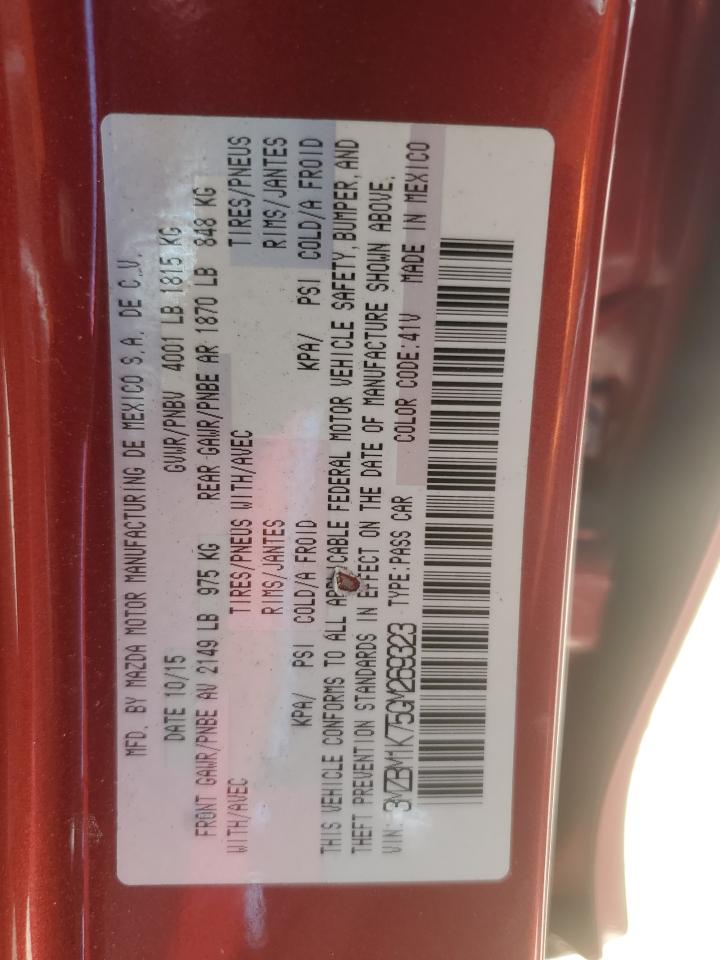 MFD. BY MAZDA MOTOR MANUFACTURING DE MEXICO S.A. DE C.V.
DATE 10/15 GVWR/PNBV 4001 LB 1815 KG
FRONT GAWR/PNBE AV 2149 LB 975 KG REAR GAWR/PNBE AR 1870 LB 848 KG
WITH/AVEC TIRES/PNEUS WITH/AVEC TIRES/PNEUS
RIMS/JANTES RIMS/JANTES
KPA/ PSI COLD/A FROID KPA/ PSI COLD/A FROID
THIS VEHICLE CONFORMS TO ALL APPLICABLE FEDERAL MOTOR VEHICLE SAFETY, BUMPER, AND
THEFT PREVENTION STANDARDS IN EFFECT ON THE DATE OF MANUFACTURE SHOWN ABOVE.
VIN: 3MZBM1K75GM269323 TYPE:PASS CAR COLOR CODE:41V MADE IN MEXICO